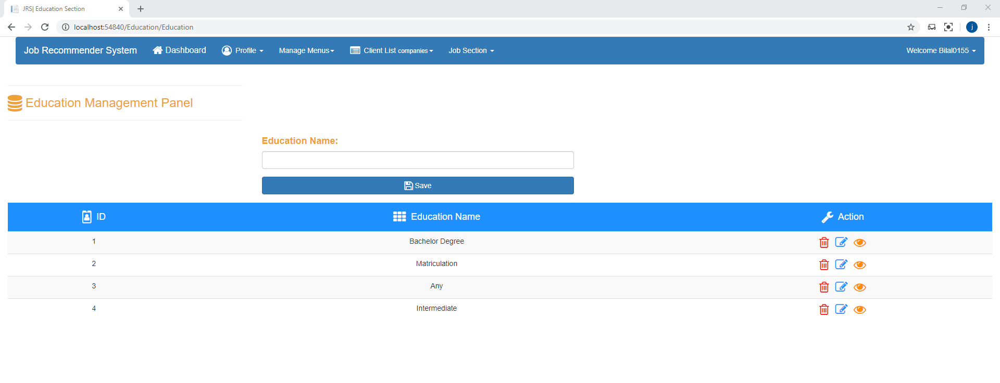 JRS| Education Section
localhost:54840/Education/Education
j
Job Recommender System Dashboard Profile Manage Menus Client List companies Job Section Welcome Bilal0155
Education Management Panel
Education Name:
Save
ID Education Name Action
1 Bachelor Degree
2 Matriculation
3 Any
4 Intermediate